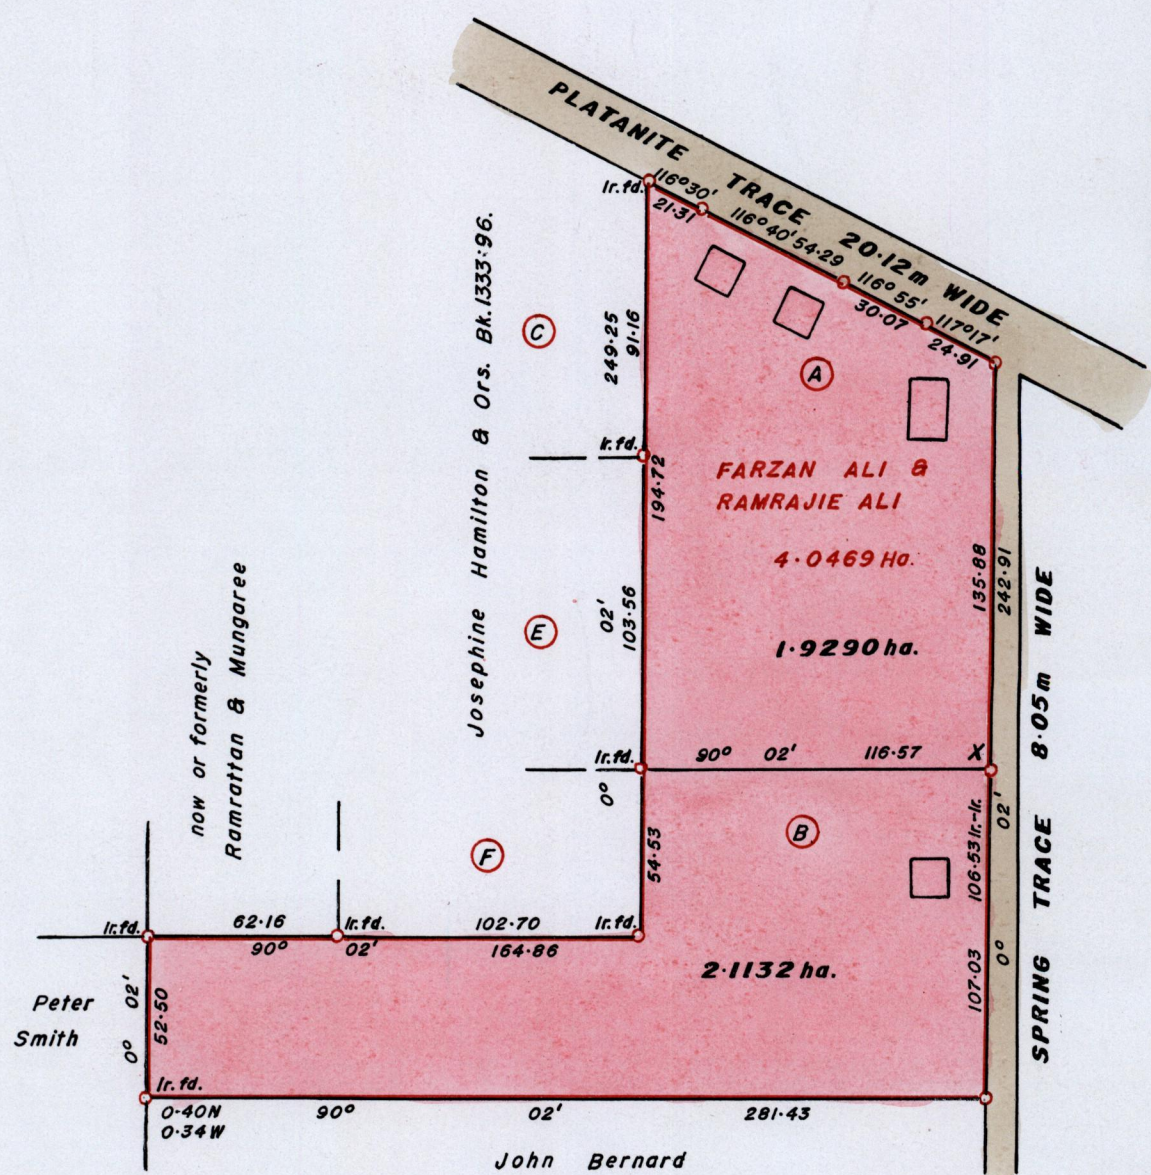 PLATANITE TRACE 20·12m WIDE
Ir.fd.
116°30'
21·31
116°40'
54·29
116°55'
30·07
117°17'
24·91
Josephine Hamilton & Ors. Bk.1333:96.
C
249·25
91·16
A
Ir.fd.
194·72
FARZAN ALI &
RAMRAJIE ALI
4·0469 Ha.
135·88
242·91
SPRING TRACE 8·05m WIDE
now or formerly
Ramrattan & Mungaree
E
02'
103·56
1·9290 ha.
Ir.fd.
90° 02' 116·57 X
0°
02'
B
F
54·53
106·53 Ir.-Ir.
0°
Ir.fd.
62·16
Ir.fd.
102·70
Ir.fd.
90° 02' 164·86
2·1132 ha.
107·03
Peter
Smith
0° 02'
52·50
Ir.fd.
0·40N
0·34W
90° 02' 281·43
John Bernard